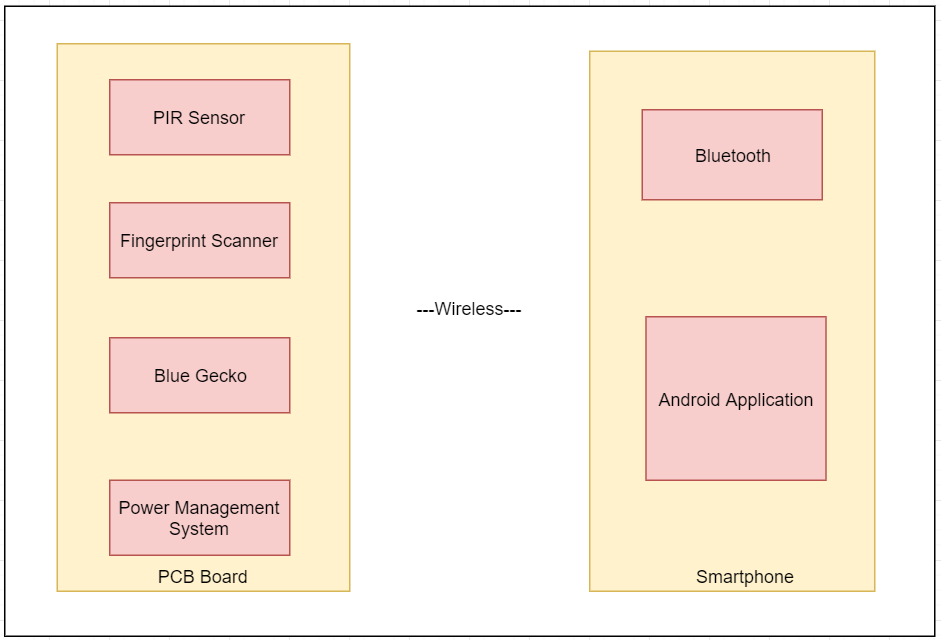 PIR Sensor
Fingerprint Scanner
Blue Gecko
Power Management
System
PCB Board
---Wireless---
Bluetooth
Android Application
Smartphone